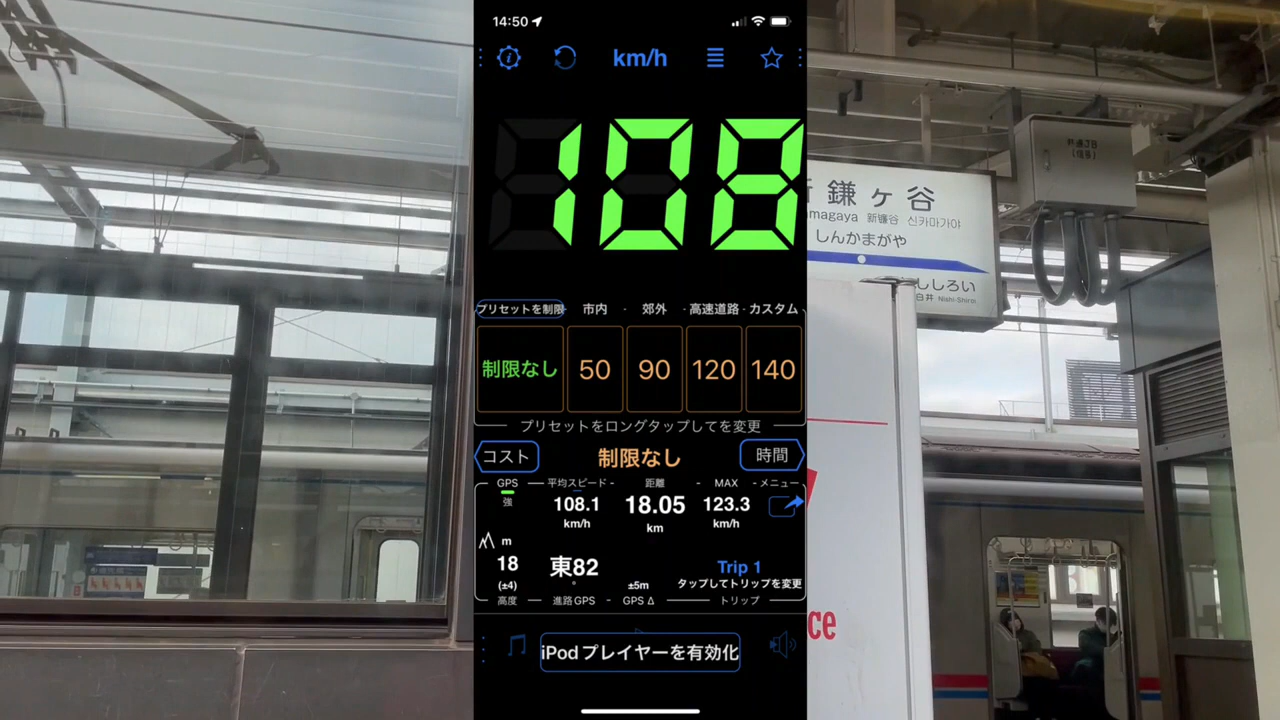 14:50
km/h
108
プリセットを制限 市内 郊外 高速道路 カスタム
制限なし 50 90 120 140
プリセットをロングタップしてを変更
コスト 制限なし 時間
GPS 平均スピード 距離 MAX メニュー
強 108.1 18.05 123.3
km/h km km/h
m
18 東82 Trip 1
(±4) ±5m タップしてトリップを変更
高度 進路GPS GPS Δ トリップ
iPodプレイヤーを有効化
鎌ヶ谷
amagaya 新鎌谷 신카마가야
しんかまがや
ししろい
白井 Nishi-Shiroi
ce